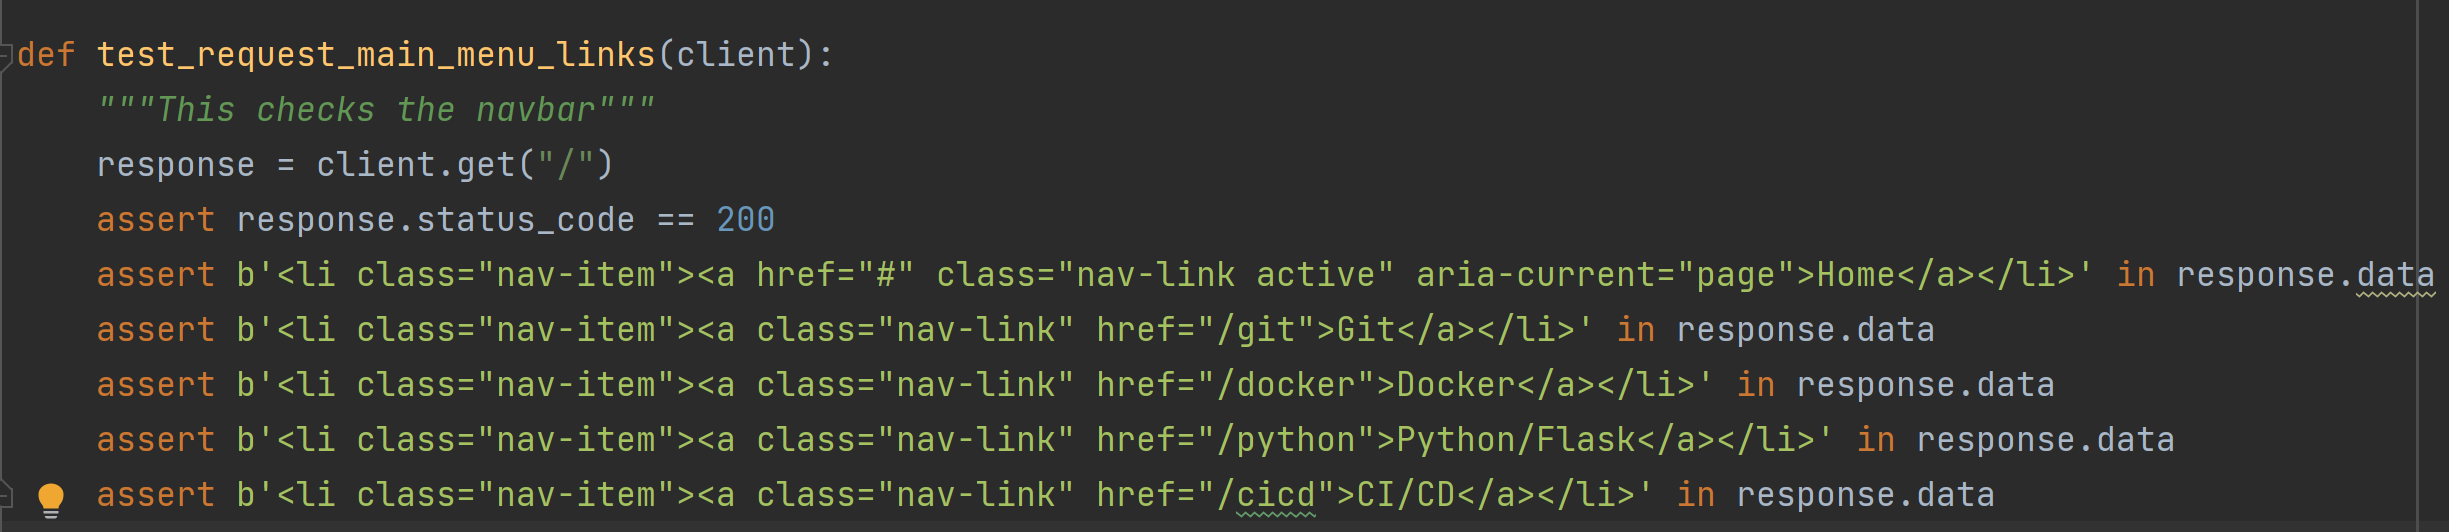 def test_request_main_menu_links(client):
    """This checks the navbar"""
    response = client.get("/")
    assert response.status_code == 200
    assert b'<li class="nav-item"><a href="#" class="nav-link active" aria-current="page">Home</a></li>' in response.data
    assert b'<li class="nav-item"><a class="nav-link" href="/git">Git</a></li>' in response.data
    assert b'<li class="nav-item"><a class="nav-link" href="/docker">Docker</a></li>' in response.data
    assert b'<li class="nav-item"><a class="nav-link" href="/python">Python/Flask</a></li>' in response.data
    assert b'<li class="nav-item"><a class="nav-link" href="/cicd">CI/CD</a></li>' in response.data